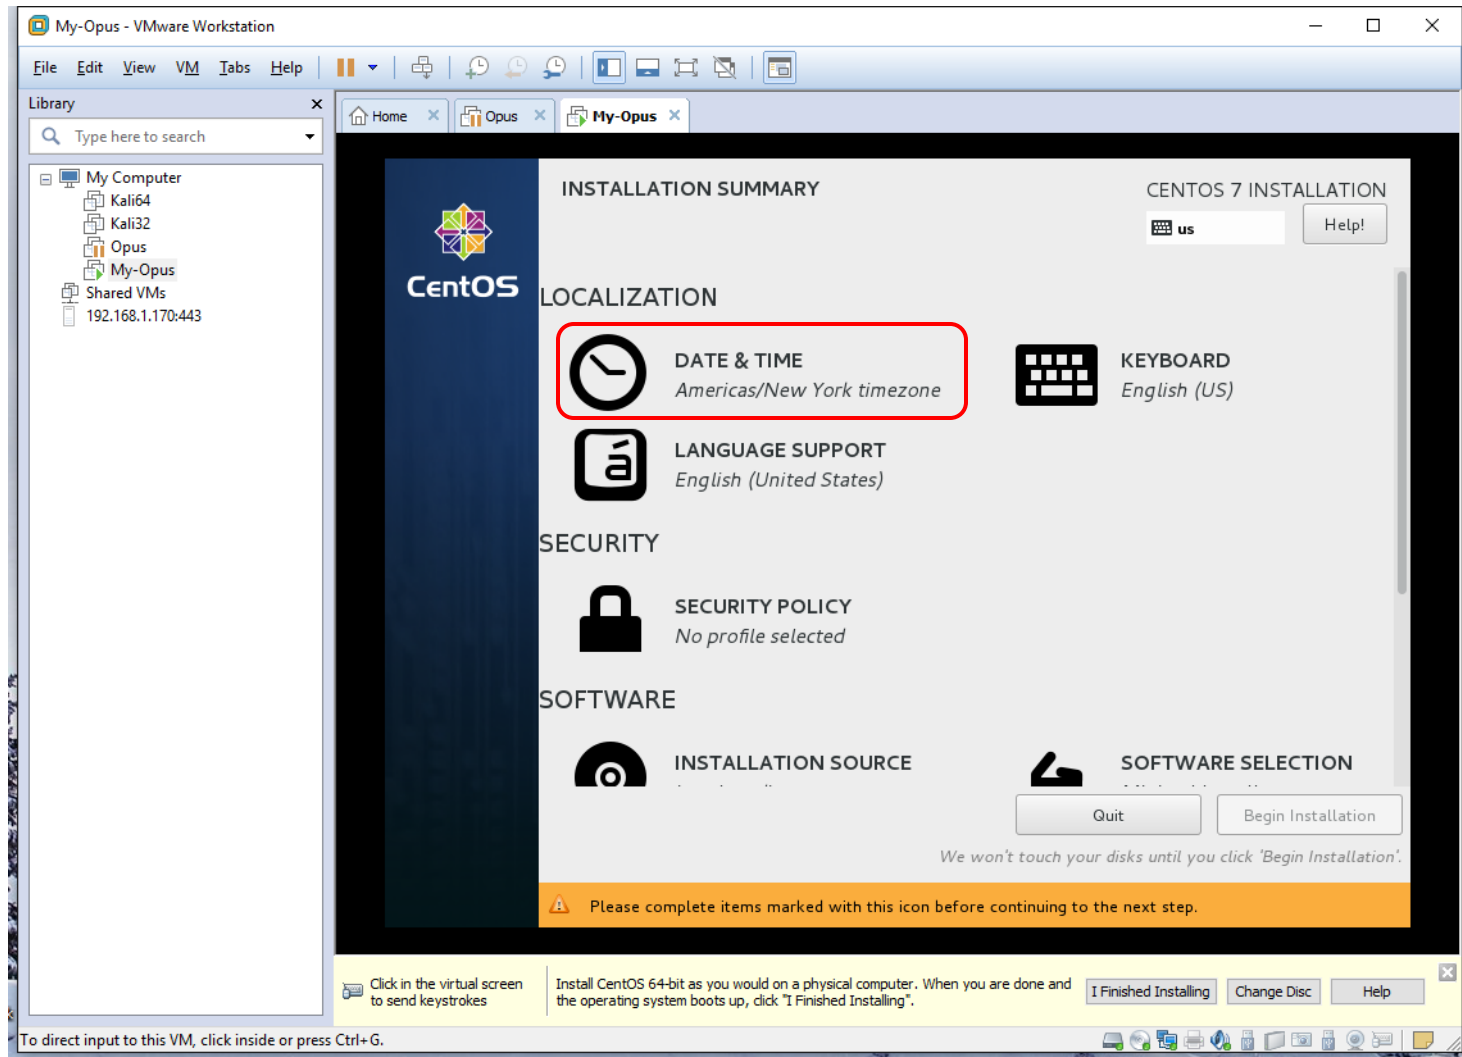 My-Opus - VMware Workstation
File Edit View VM Tabs Help
Library
Type here to search
My Computer
Kali64
Kali32
Opus
My-Opus
Shared VMs
192.168.1.170:443
Home Opus My-Opus
CentOS
INSTALLATION SUMMARY
CENTOS 7 INSTALLATION
us
Help!
LOCALIZATION
DATE & TIME
Americas/New York timezone
KEYBOARD
English (US)
LANGUAGE SUPPORT
English (United States)
SECURITY
SECURITY POLICY
No profile selected
SOFTWARE
INSTALLATION SOURCE
SOFTWARE SELECTION
Quit
Begin Installation
We won't touch your disks until you click 'Begin Installation'.
Please complete items marked with this icon before continuing to the next step.
Click in the virtual screen
to send keystrokes
Install CentOS 64-bit as you would on a physical computer. When you are done and
the operating system boots up, click "I Finished Installing".
I Finished Installing
Change Disc
Help
To direct input to this VM, click inside or press Ctrl+G.